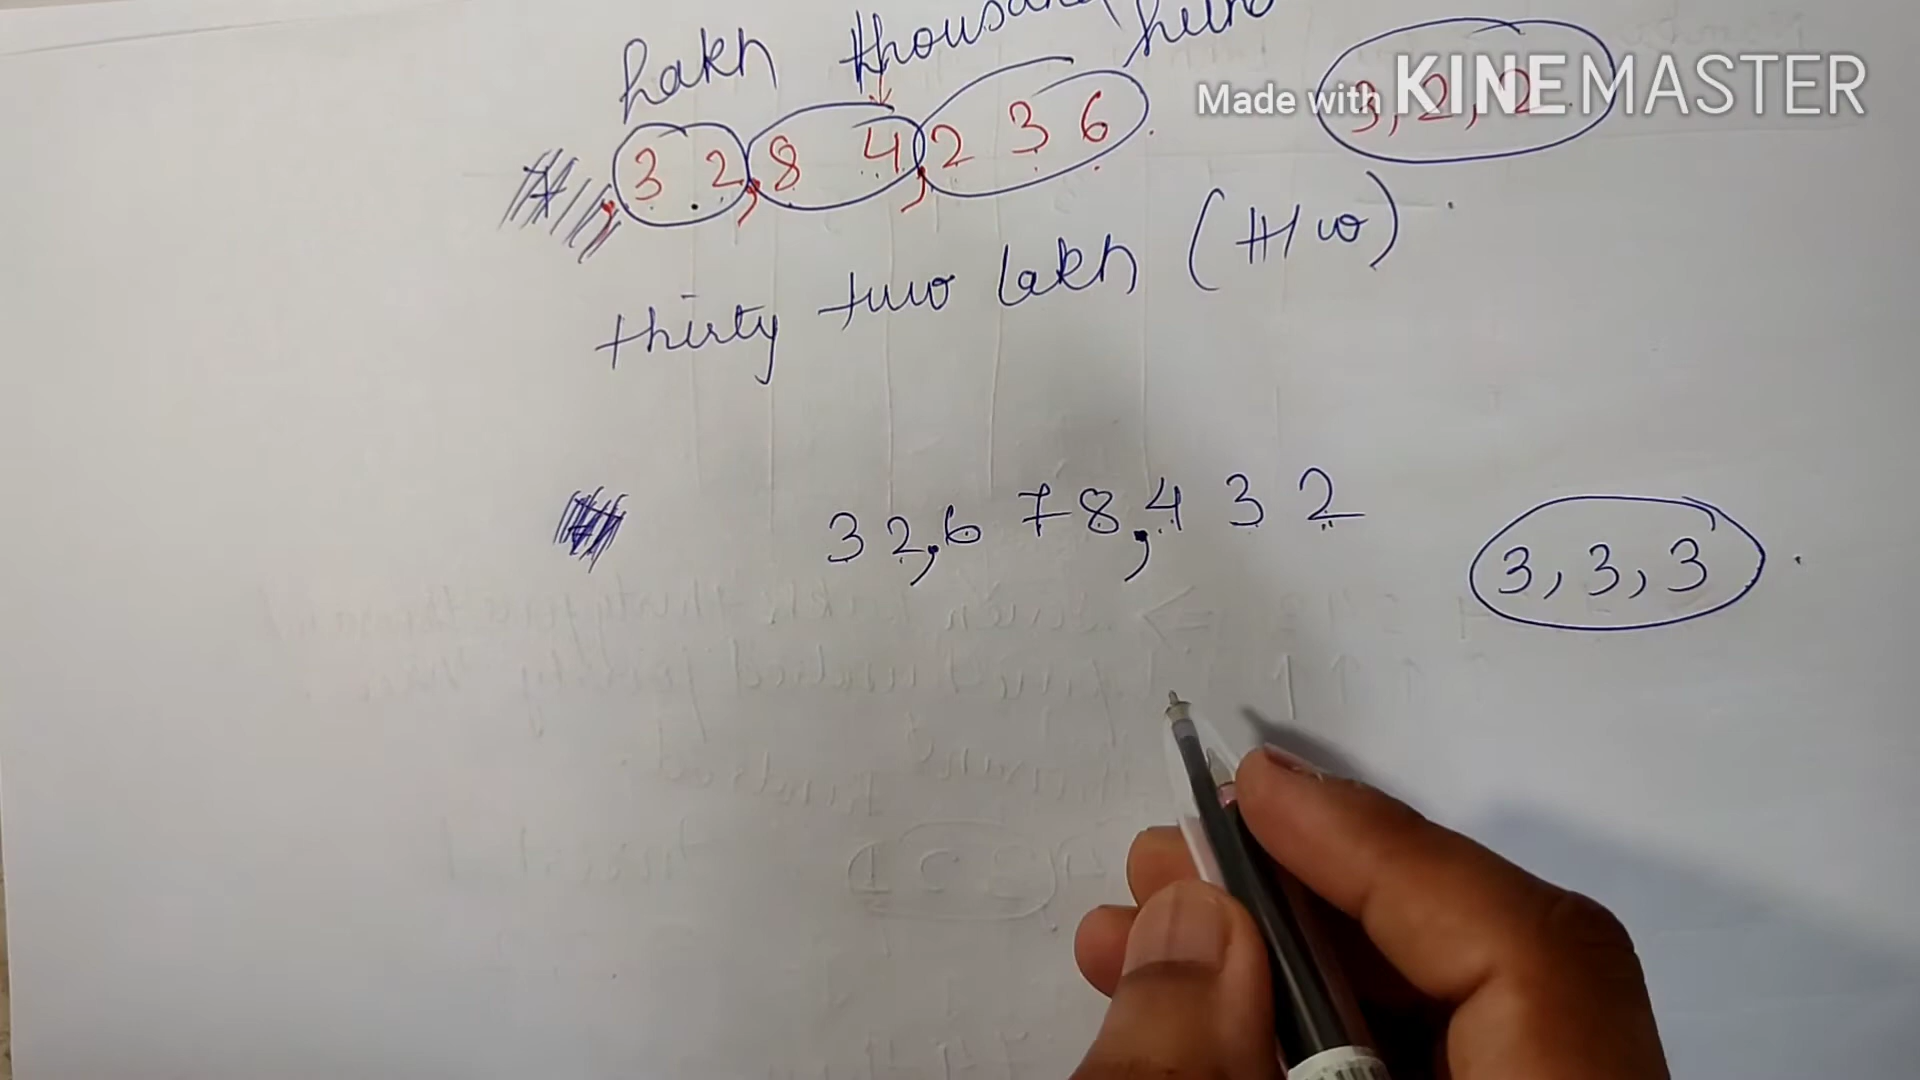 Lakh thousand
Made with KINEMASTER
32,84,236. 3,2,2.
thirty two lakh (H/w).
32,678,432
3,3,3.